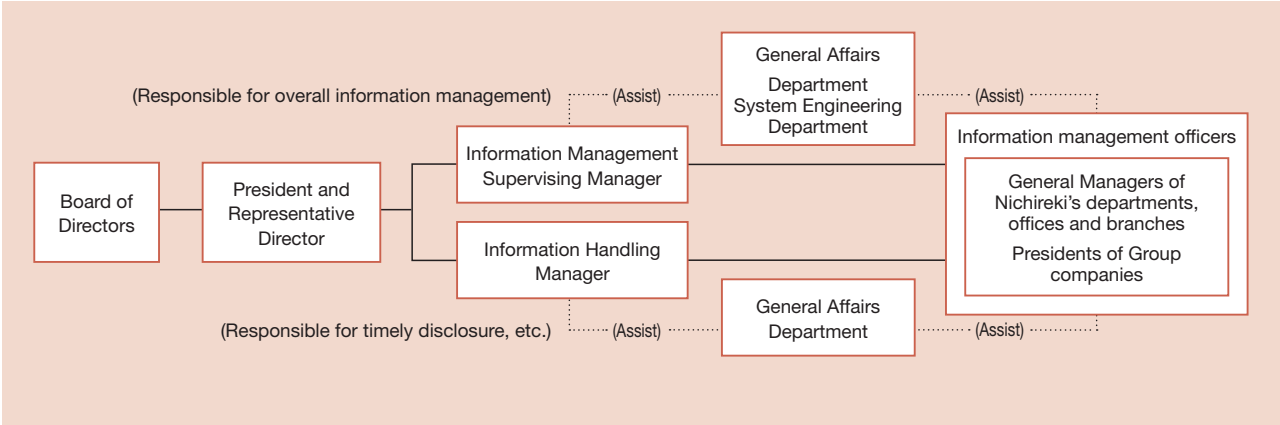 Board of
Directors
President and
Representative
Director
(Responsible for overall information management)
(Assist)
General Affairs
Department
System Engineering
Department
(Assist)
Information Management
Supervising Manager
Information Handling
Manager
(Responsible for timely disclosure, etc.)
(Assist)
General Affairs
Department
(Assist)
Information management officers
General Managers of
Nichireki’s departments,
offices and branches
Presidents of Group
companies